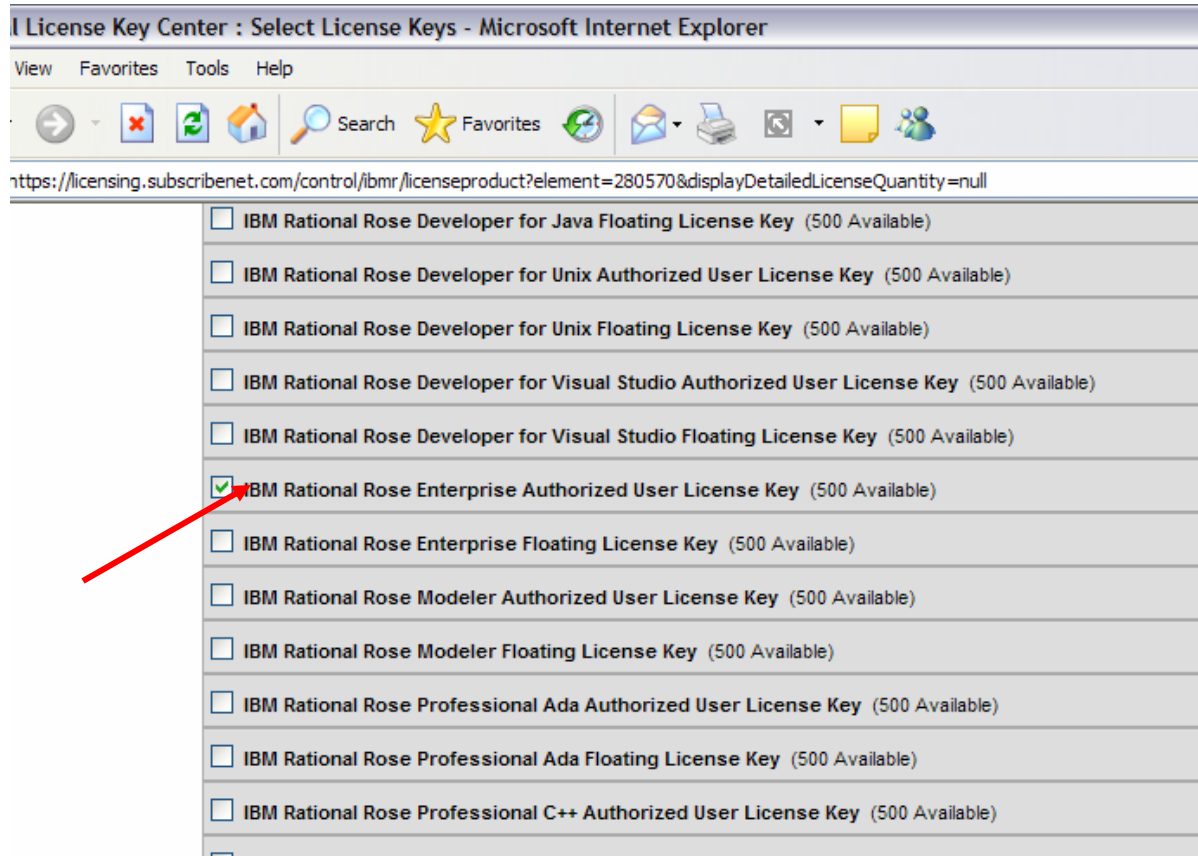 l License Key Center : Select License Keys - Microsoft Internet Explorer
View Favorites Tools Help
Search Favorites
https://licensing.subscribenet.com/control/ibmr/licenseproduct?element=280570&displayDetailedLicenseQuantity=null
IBM Rational Rose Developer for Java Floating License Key (500 Available)
IBM Rational Rose Developer for Unix Authorized User License Key (500 Available)
IBM Rational Rose Developer for Unix Floating License Key (500 Available)
IBM Rational Rose Developer for Visual Studio Authorized User License Key (500 Available)
IBM Rational Rose Developer for Visual Studio Floating License Key (500 Available)
IBM Rational Rose Enterprise Authorized User License Key (500 Available)
IBM Rational Rose Enterprise Floating License Key (500 Available)
IBM Rational Rose Modeler Authorized User License Key (500 Available)
IBM Rational Rose Modeler Floating License Key (500 Available)
IBM Rational Rose Professional Ada Authorized User License Key (500 Available)
IBM Rational Rose Professional Ada Floating License Key (500 Available)
IBM Rational Rose Professional C++ Authorized User License Key (500 Available)